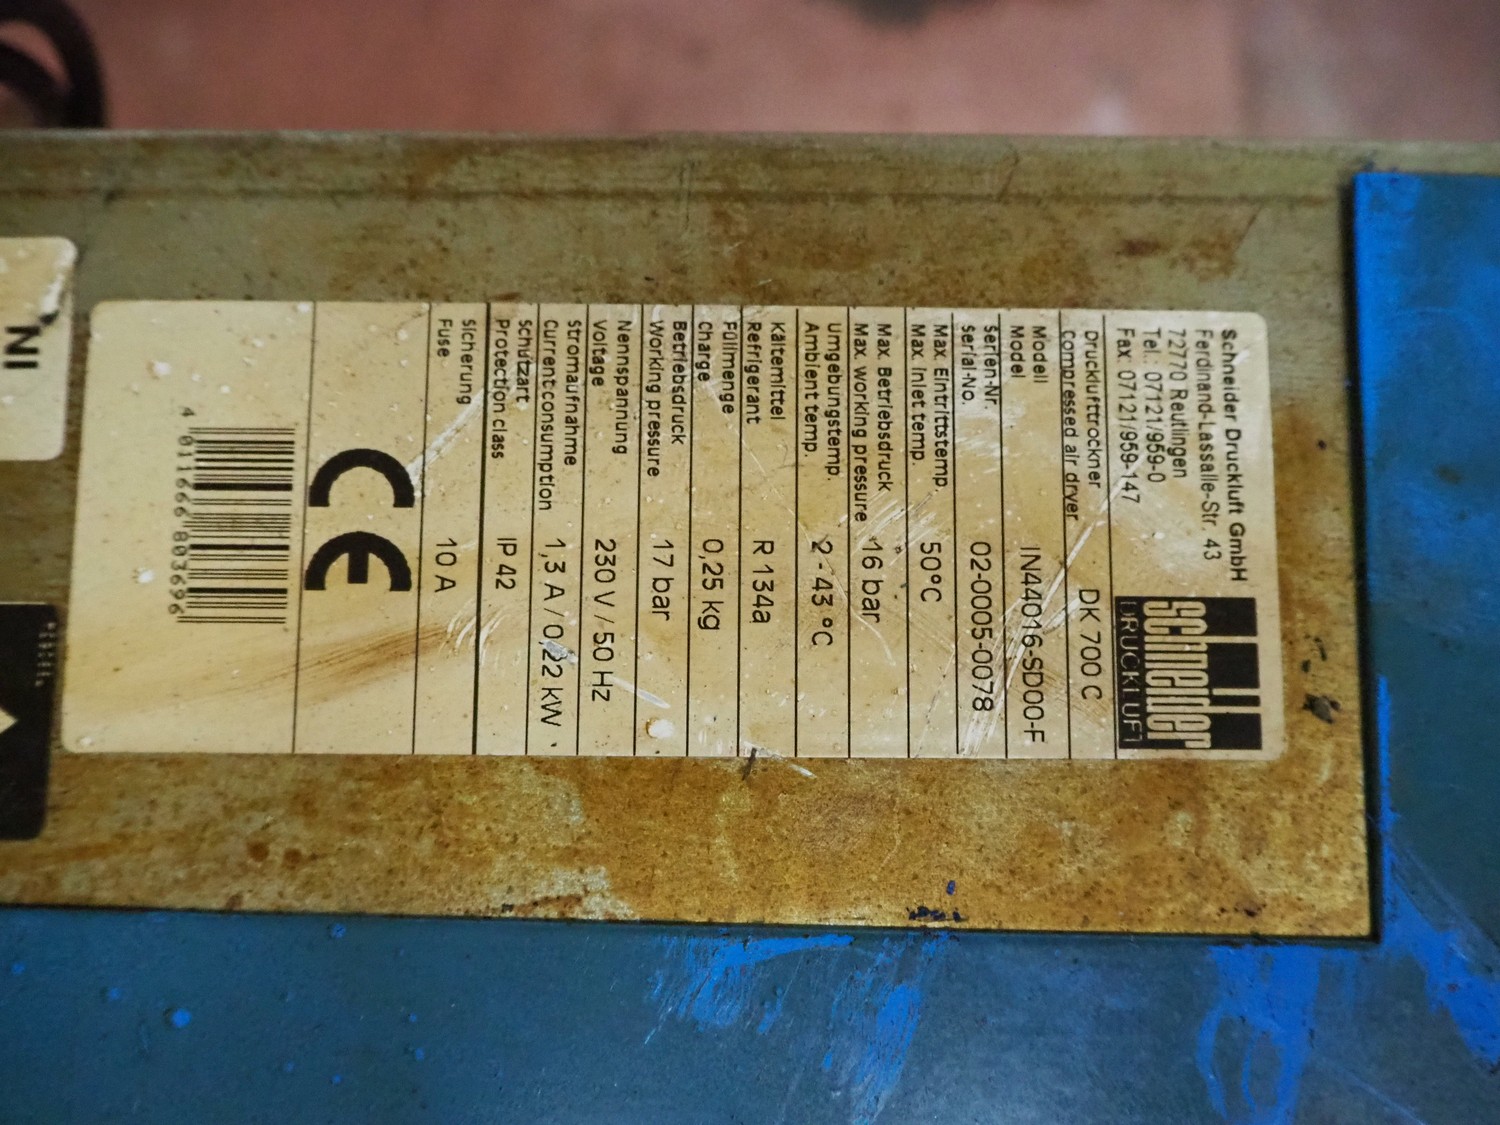 Schneider Druckluft GmbH
Ferdinand-Lassalle-Str. 43
72770 Reutlingen
Tel.: 07121/959-0
Fax: 07121/959-147
schneider
DRUCKLUFT
Drucklufttrockner
Compressed air dryer
DK 700 C
Modell
Model
IN44016-SD00-F
Serien-Nr.
Serial-No.
02-0005-0078
Max. Eintrittstemp.
Max. inlet temp.
50°C
Max. Betriebsdruck
Max. working pressure
16 bar
Umgebungstemp.
Ambient temp.
2 - 43 °C
Kältemittel
Refrigerant
R 134a
Füllmenge
Charge
0,25 kg
Betriebsdruck
Working pressure
17 bar
Nennspannung
Voltage
230 V / 50 Hz
Stromaufnahme
Current consumption
1,3 A / 0,22 kW
Schutzart
Protection class
IP 42
Sicherung
Fuse
10 A
CE
4 011666 803696
IN